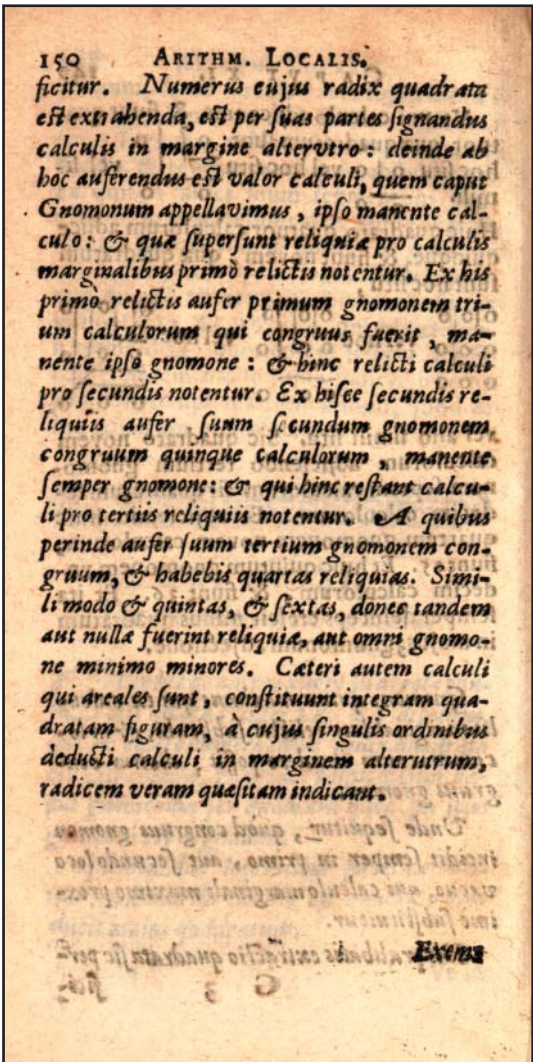 150 ARITHM. LOCALIS.
ficitur. Numerus cujus radix quadrata
est extrahenda, est per suas partes signandus
calculis in margine alterutro: deinde ab
hoc auferendus est valor calculi, quem caput
Gnomonum appellavimus, ipso manente cal-
culo: & quæ supersunt reliquiæ pro calculis
marginalibus primò relictis notentur. Ex his
primò relictis aufer primum gnomonem tri-
um calculorum qui congruus fuerit, ma-
nente ipso gnomone: & hinc relicti calculi
pro secundis notentur. Ex hisce secundis re-
liquiis aufer suum secundum gnomonem
congruum quinque calculorum, manente
semper gnomone: & qui hinc restant calcu-
li pro tertiis reliquiis notentur. A quibus
perinde aufer suum tertium gnomonem con-
gruum, & habebis quartas reliquias. Simi-
li modo & quintas, & sextas, donec tandem
aut nullæ fuerint reliquiæ, aut omni gnomo-
ne minimo minores. Cæteri autem calculi
qui areales sunt, constituunt integram qua-
dratam figuram, à cujus singulis ordinibus
deducti calculi in marginem alterutrum,
radicem veram quæsitam indicant.
Exem-